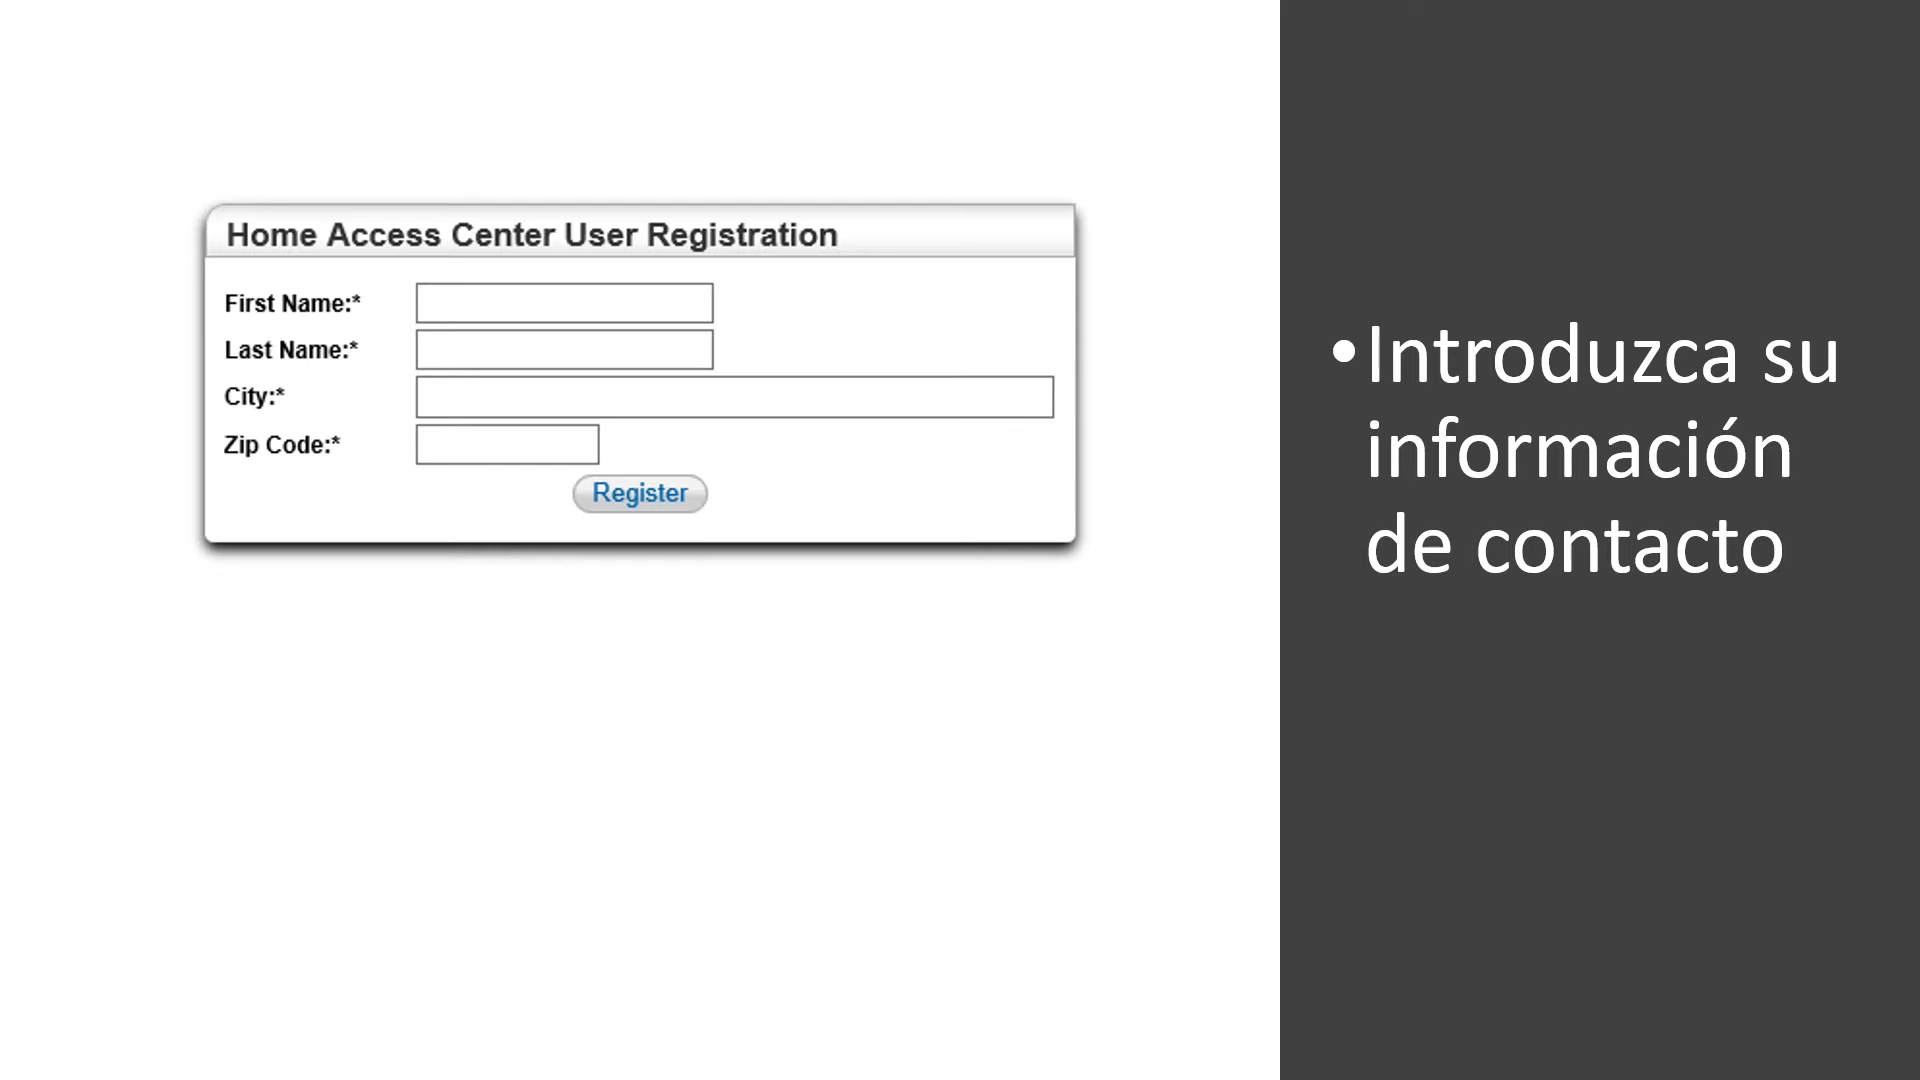 Home Access Center User Registration
First Name:*
Last Name:*
City:*
Zip Code:*
Register
•Introduzca su
información
de contacto